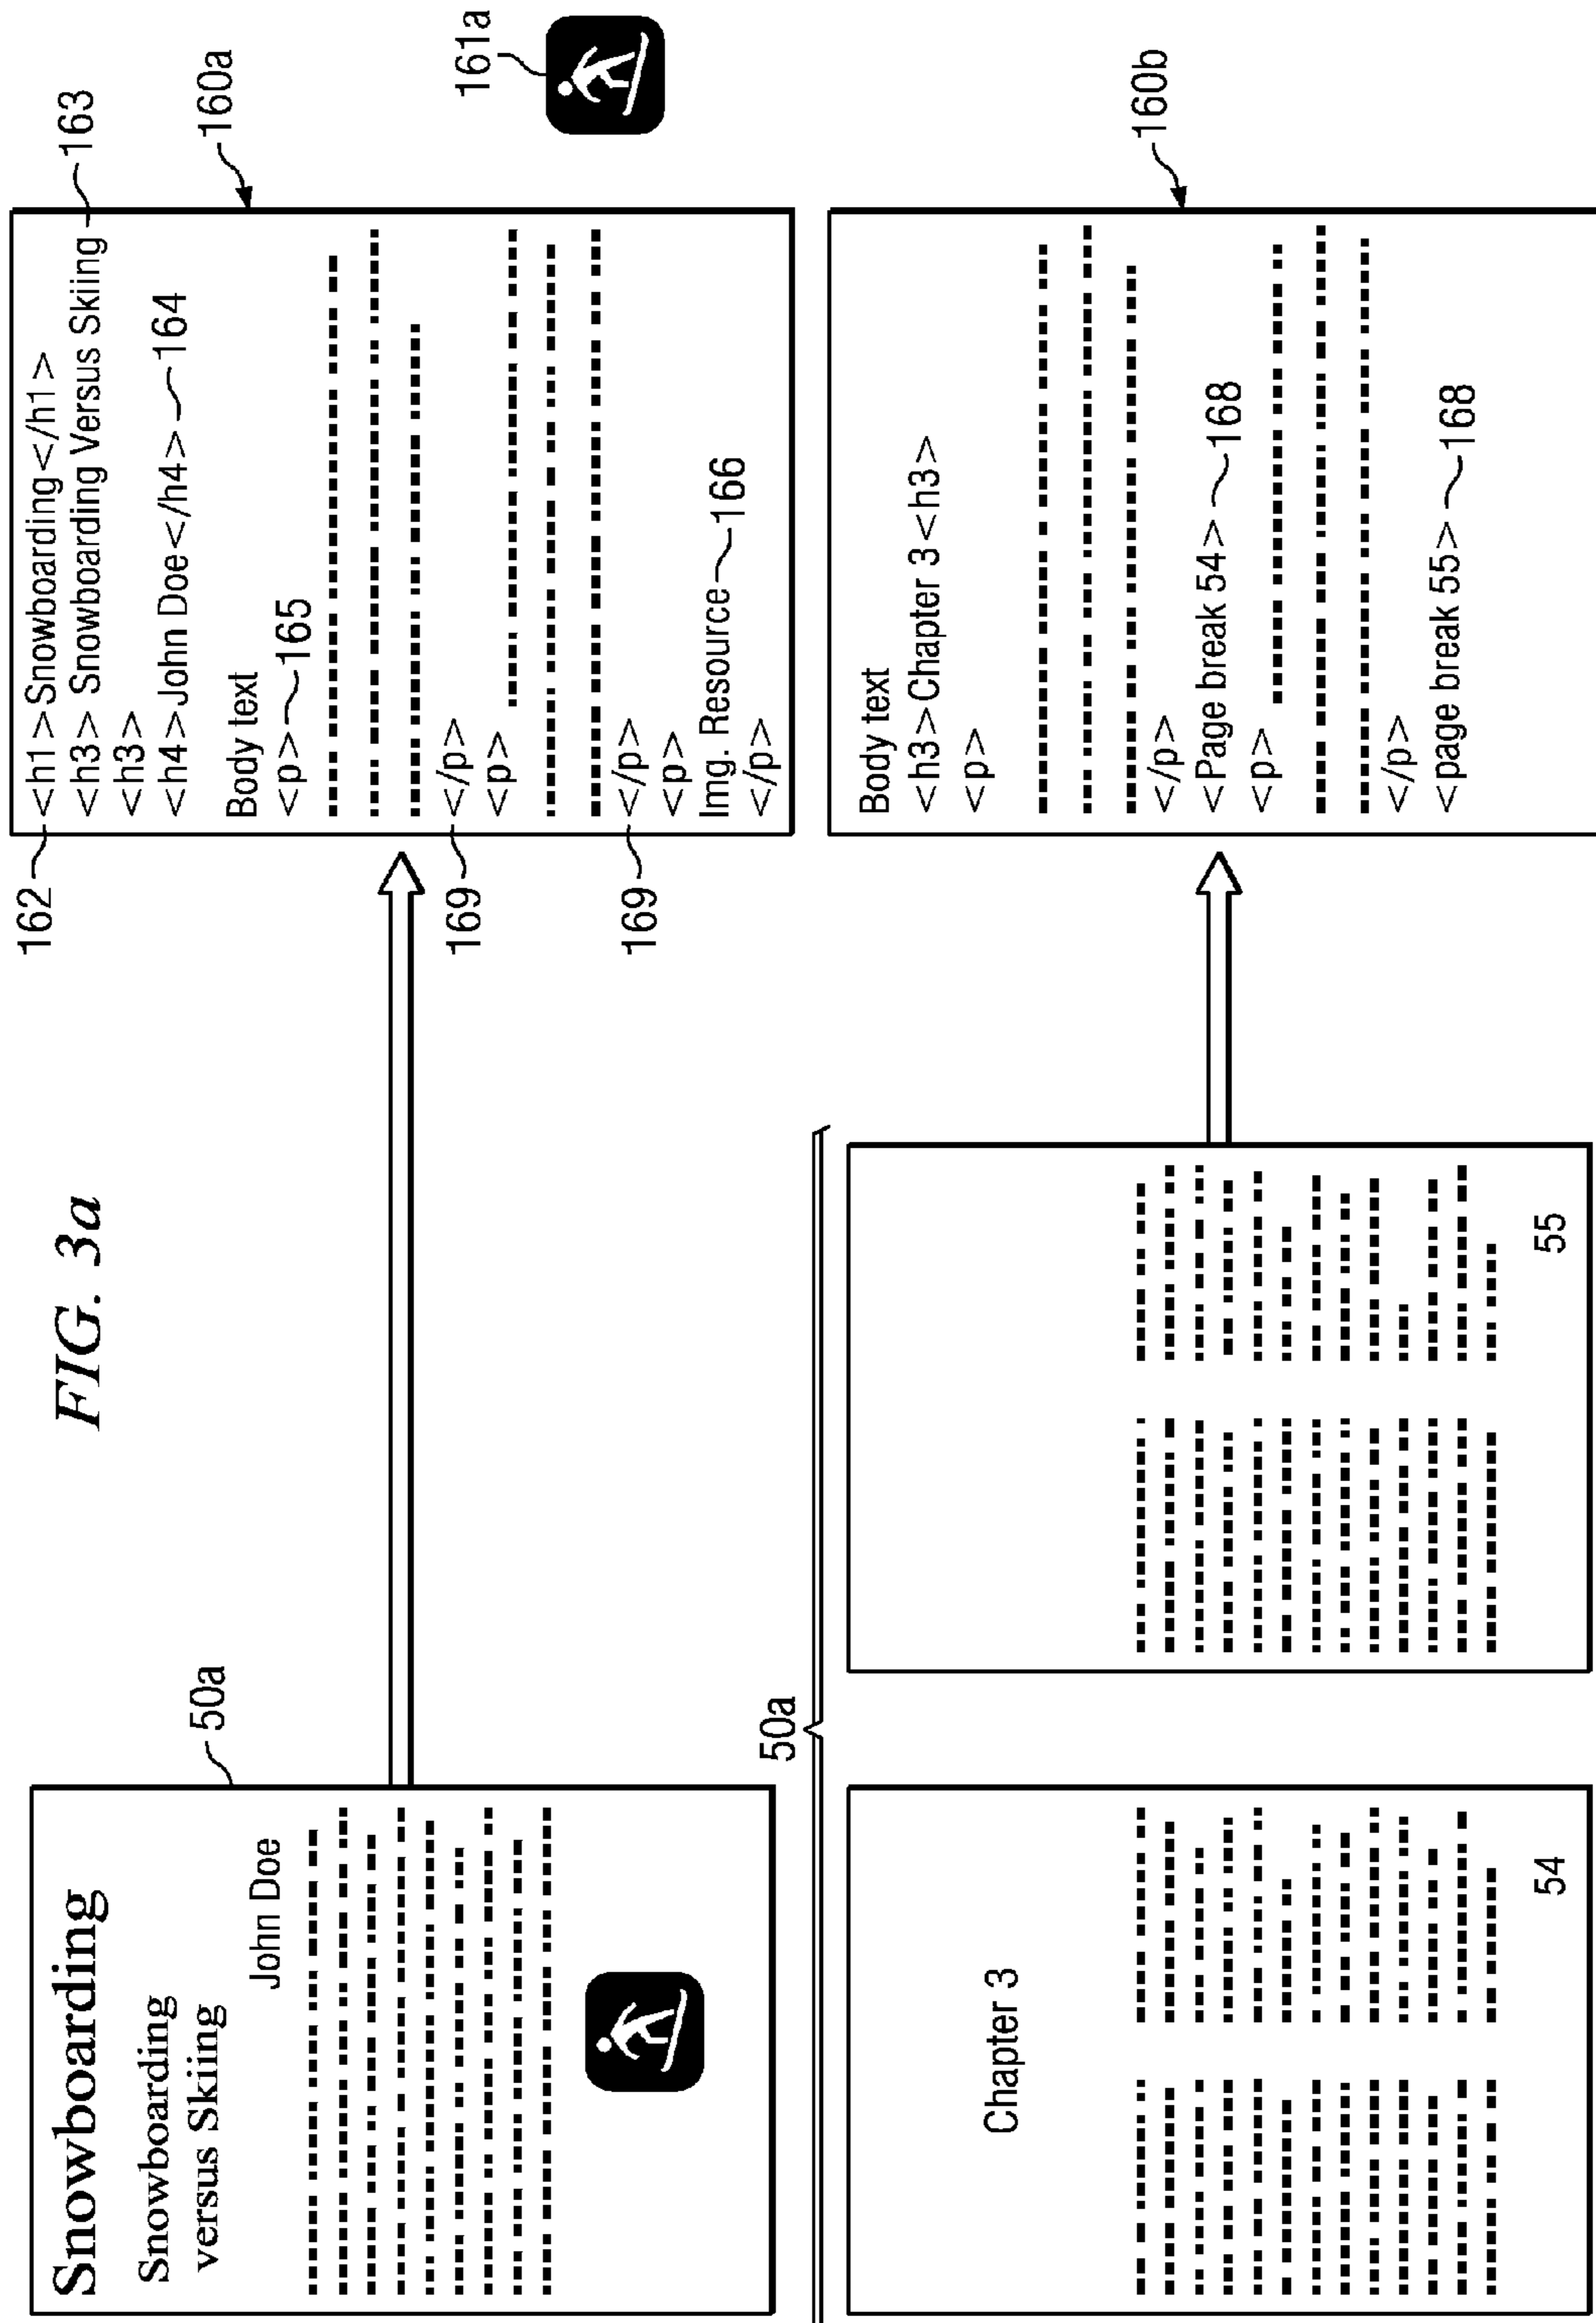 FIG. 3a
Snowboarding
Snowboarding
versus Skiing
John Doe
50a
162
<h1>Snowboarding</h1>
<h3> Snowboarding Versus Skiing
163
<h3>
<h4>John Doe</h4>
164
160a
Body text
<p>
165
169
</p>
<p>
169
</p>
<p>
Img. Resource
166
</p>
161a
50a
Chapter 3
54
55
Body text
<h3>Chapter 3<h3>
<p>
160b
</p>
<Page break 54>
168
<p>
</p>
<page break 55>
168